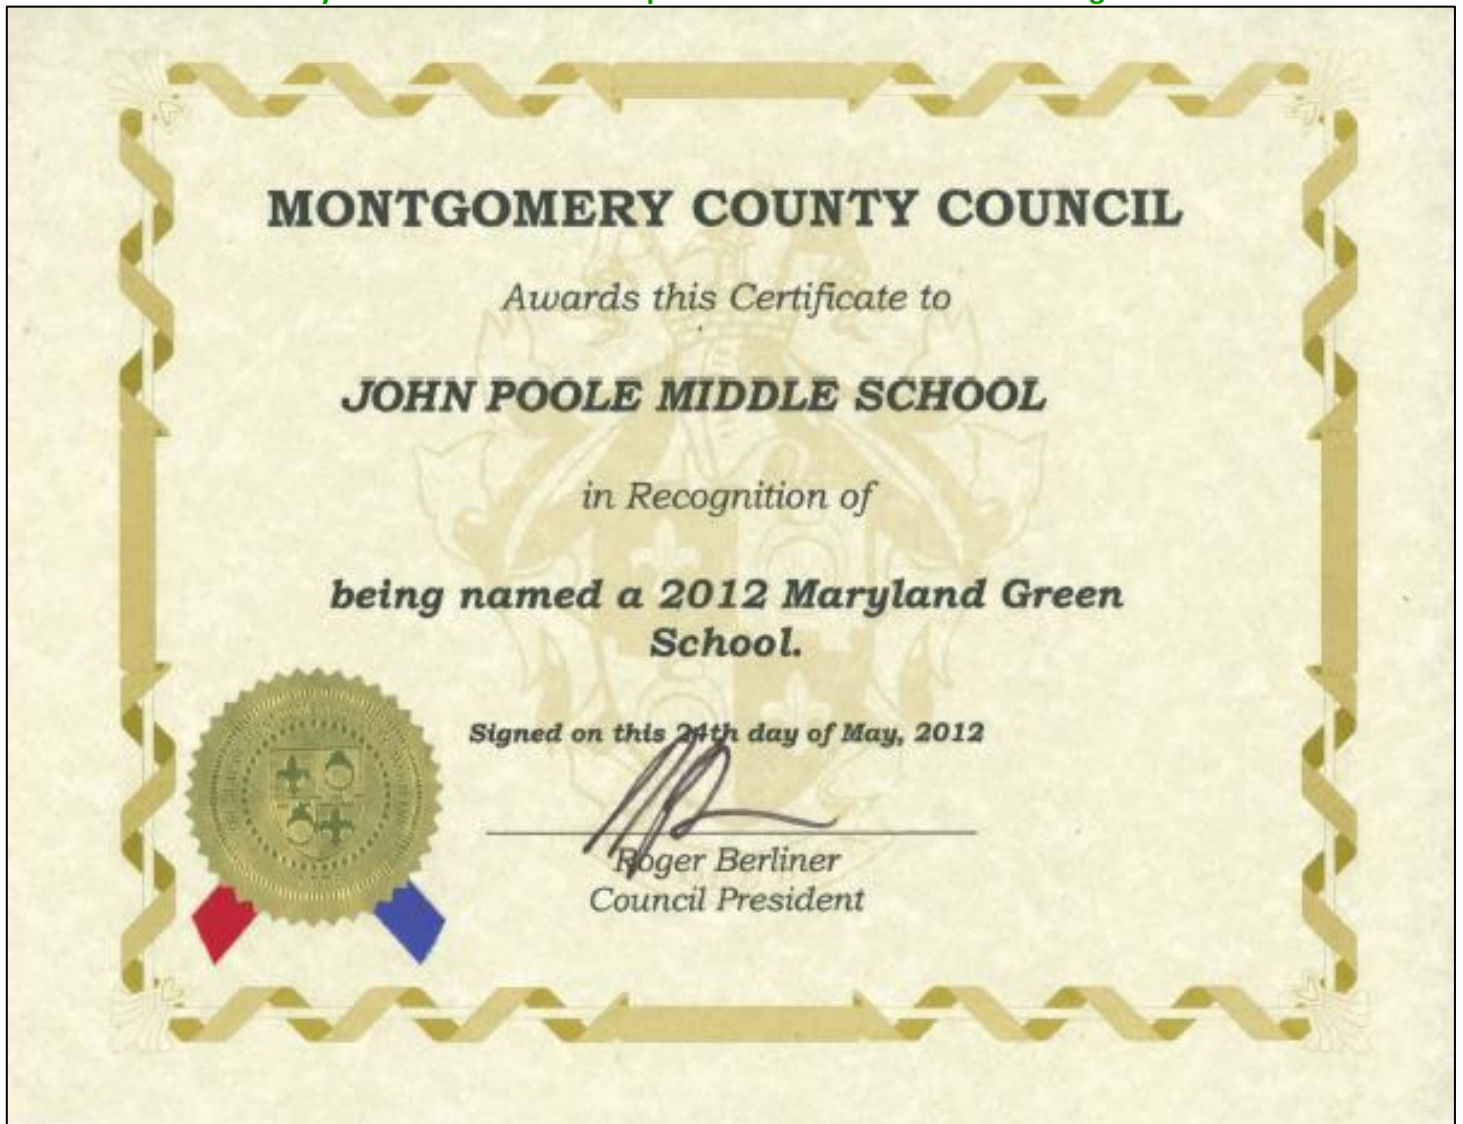 MONTGOMERY COUNTY COUNCIL
Awards this Certificate to
JOHN POOLE MIDDLE SCHOOL
in Recognition of
being named a 2012 Maryland Green
School.
Signed on this 24th day of May, 2012
Roger Berliner
Council President